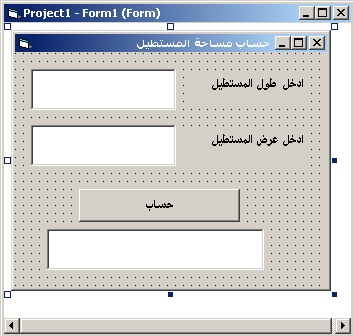 Project1 - Form1 (Form)
حساب مساحة المستطيل
ادخل طول المستطيل
ادخل عرض المستطيل
حساب